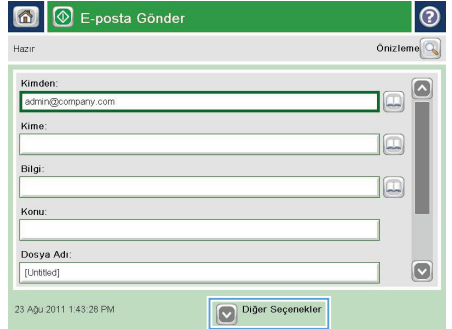 E-posta Gönder
Hazır
Önizleme
Kimden:
admin@company.com
Kime:
Bilgi:
Konu:
Dosya Adı:
[Untitled]
23 Ağu 2011 1:43:28 PM
Diğer Seçenekler